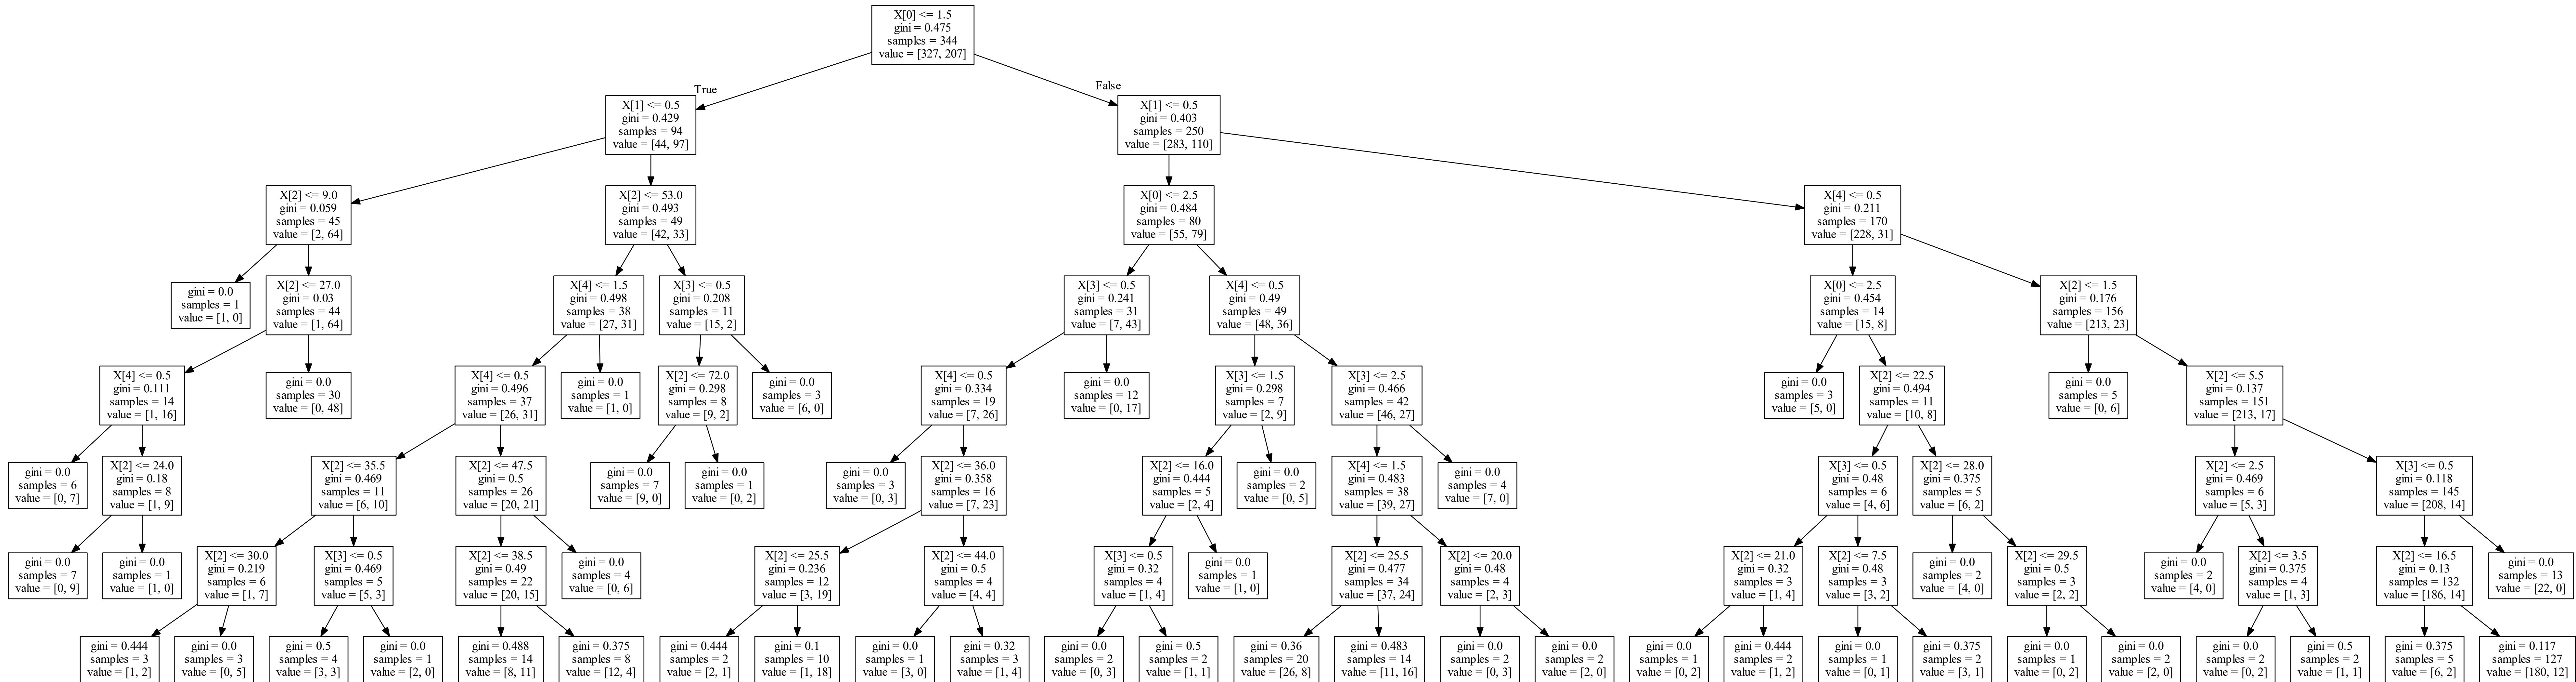 X[0] <= 1.5
gini = 0.475
samples = 344
value = [327, 207]
True
False
X[1] <= 0.5
gini = 0.429
samples = 94
value = [44, 97]
X[1] <= 0.5
gini = 0.403
samples = 250
value = [283, 110]
X[2] <= 9.0
gini = 0.059
samples = 45
value = [2, 64]
X[2] <= 53.0
gini = 0.493
samples = 49
value = [42, 33]
X[0] <= 2.5
gini = 0.484
samples = 80
value = [55, 79]
X[4] <= 0.5
gini = 0.211
samples = 170
value = [228, 31]
gini = 0.0
samples = 1
value = [1, 0]
X[2] <= 27.0
gini = 0.03
samples = 44
value = [1, 64]
X[4] <= 1.5
gini = 0.498
samples = 38
value = [27, 31]
X[3] <= 0.5
gini = 0.208
samples = 11
value = [15, 2]
X[3] <= 0.5
gini = 0.241
samples = 31
value = [7, 43]
X[4] <= 0.5
gini = 0.49
samples = 49
value = [48, 36]
X[0] <= 2.5
gini = 0.454
samples = 14
value = [15, 8]
X[2] <= 1.5
gini = 0.176
samples = 156
value = [213, 23]
X[4] <= 0.5
gini = 0.111
samples = 14
value = [1, 16]
gini = 0.0
samples = 30
value = [0, 48]
X[4] <= 0.5
gini = 0.496
samples = 37
value = [26, 31]
gini = 0.0
samples = 1
value = [1, 0]
X[2] <= 72.0
gini = 0.298
samples = 8
value = [9, 2]
gini = 0.0
samples = 3
value = [6, 0]
X[4] <= 0.5
gini = 0.334
samples = 19
value = [7, 26]
gini = 0.0
samples = 12
value = [0, 17]
X[3] <= 1.5
gini = 0.298
samples = 7
value = [2, 9]
X[3] <= 2.5
gini = 0.466
samples = 42
value = [46, 27]
gini = 0.0
samples = 3
value = [5, 0]
X[2] <= 22.5
gini = 0.494
samples = 11
value = [10, 8]
gini = 0.0
samples = 5
value = [0, 6]
X[2] <= 5.5
gini = 0.137
samples = 151
value = [213, 17]
gini = 0.0
samples = 6
value = [0, 7]
X[2] <= 24.0
gini = 0.18
samples = 8
value = [1, 9]
X[2] <= 35.5
gini = 0.469
samples = 11
value = [6, 10]
X[2] <= 47.5
gini = 0.5
samples = 26
value = [20, 21]
gini = 0.0
samples = 7
value = [9, 0]
gini = 0.0
samples = 1
value = [0, 2]
gini = 0.0
samples = 3
value = [0, 3]
X[2] <= 36.0
gini = 0.358
samples = 16
value = [7, 23]
X[2] <= 16.0
gini = 0.444
samples = 5
value = [2, 4]
gini = 0.0
samples = 2
value = [0, 5]
X[4] <= 1.5
gini = 0.483
samples = 38
value = [39, 27]
gini = 0.0
samples = 4
value = [7, 0]
X[3] <= 0.5
gini = 0.48
samples = 6
value = [4, 6]
X[2] <= 28.0
gini = 0.375
samples = 5
value = [6, 2]
X[2] <= 2.5
gini = 0.469
samples = 6
value = [5, 3]
X[3] <= 0.5
gini = 0.118
samples = 145
value = [208, 14]
gini = 0.0
samples = 7
value = [0, 9]
gini = 0.0
samples = 1
value = [1, 0]
X[2] <= 30.0
gini = 0.219
samples = 6
value = [1, 7]
X[3] <= 0.5
gini = 0.469
samples = 5
value = [5, 3]
X[2] <= 38.5
gini = 0.49
samples = 22
value = [20, 15]
gini = 0.0
samples = 4
value = [0, 6]
X[2] <= 25.5
gini = 0.236
samples = 12
value = [3, 19]
X[2] <= 44.0
gini = 0.5
samples = 4
value = [4, 4]
X[3] <= 0.5
gini = 0.32
samples = 4
value = [1, 4]
gini = 0.0
samples = 1
value = [1, 0]
X[2] <= 25.5
gini = 0.477
samples = 34
value = [37, 24]
X[2] <= 20.0
gini = 0.48
samples = 4
value = [2, 3]
X[2] <= 21.0
gini = 0.32
samples = 3
value = [1, 4]
X[2] <= 7.5
gini = 0.48
samples = 3
value = [3, 2]
gini = 0.0
samples = 2
value = [4, 0]
X[2] <= 29.5
gini = 0.5
samples = 3
value = [2, 2]
gini = 0.0
samples = 2
value = [4, 0]
X[2] <= 3.5
gini = 0.375
samples = 4
value = [1, 3]
X[2] <= 16.5
gini = 0.13
samples = 132
value = [186, 14]
gini = 0.0
samples = 13
value = [22, 0]
gini = 0.444
samples = 3
value = [1, 2]
gini = 0.0
samples = 3
value = [0, 5]
gini = 0.5
samples = 4
value = [3, 3]
gini = 0.0
samples = 1
value = [2, 0]
gini = 0.488
samples = 14
value = [8, 11]
gini = 0.375
samples = 8
value = [12, 4]
gini = 0.444
samples = 2
value = [2, 1]
gini = 0.1
samples = 10
value = [1, 18]
gini = 0.0
samples = 1
value = [3, 0]
gini = 0.32
samples = 3
value = [1, 4]
gini = 0.0
samples = 2
value = [0, 3]
gini = 0.5
samples = 2
value = [1, 1]
gini = 0.36
samples = 20
value = [26, 8]
gini = 0.483
samples = 14
value = [11, 16]
gini = 0.0
samples = 2
value = [0, 3]
gini = 0.0
samples = 2
value = [2, 0]
gini = 0.0
samples = 1
value = [0, 2]
gini = 0.444
samples = 2
value = [1, 2]
gini = 0.0
samples = 1
value = [0, 1]
gini = 0.375
samples = 2
value = [3, 1]
gini = 0.0
samples = 1
value = [0, 2]
gini = 0.0
samples = 2
value = [2, 0]
gini = 0.0
samples = 2
value = [0, 2]
gini = 0.5
samples = 2
value = [1, 1]
gini = 0.375
samples = 5
value = [6, 2]
gini = 0.117
samples = 127
value = [180, 12]